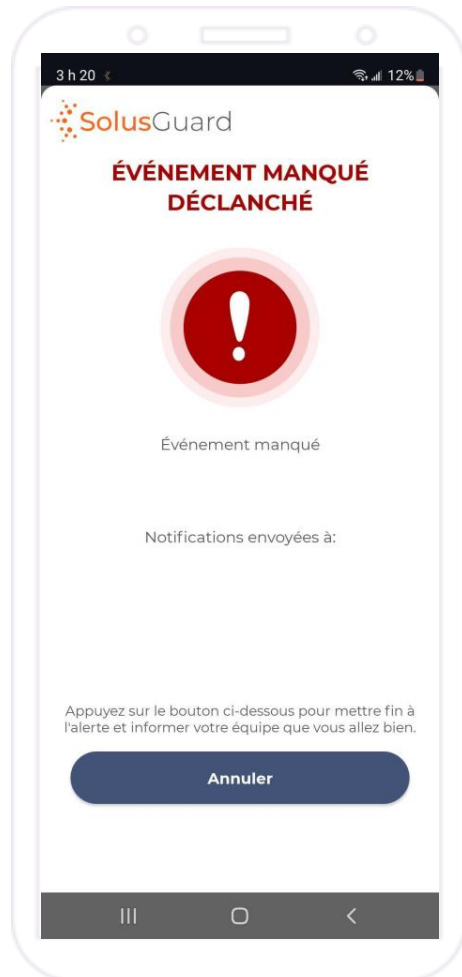 3 h 20
12%
SolusGuard
ÉVÉNEMENT MANQUÉ
DÉCLANCHÉ
!
Événement manqué
Notifications envoyées à:
Appuyez sur le bouton ci-dessous pour mettre fin à
l'alerte et informer votre équipe que vous allez bien.
Annuler